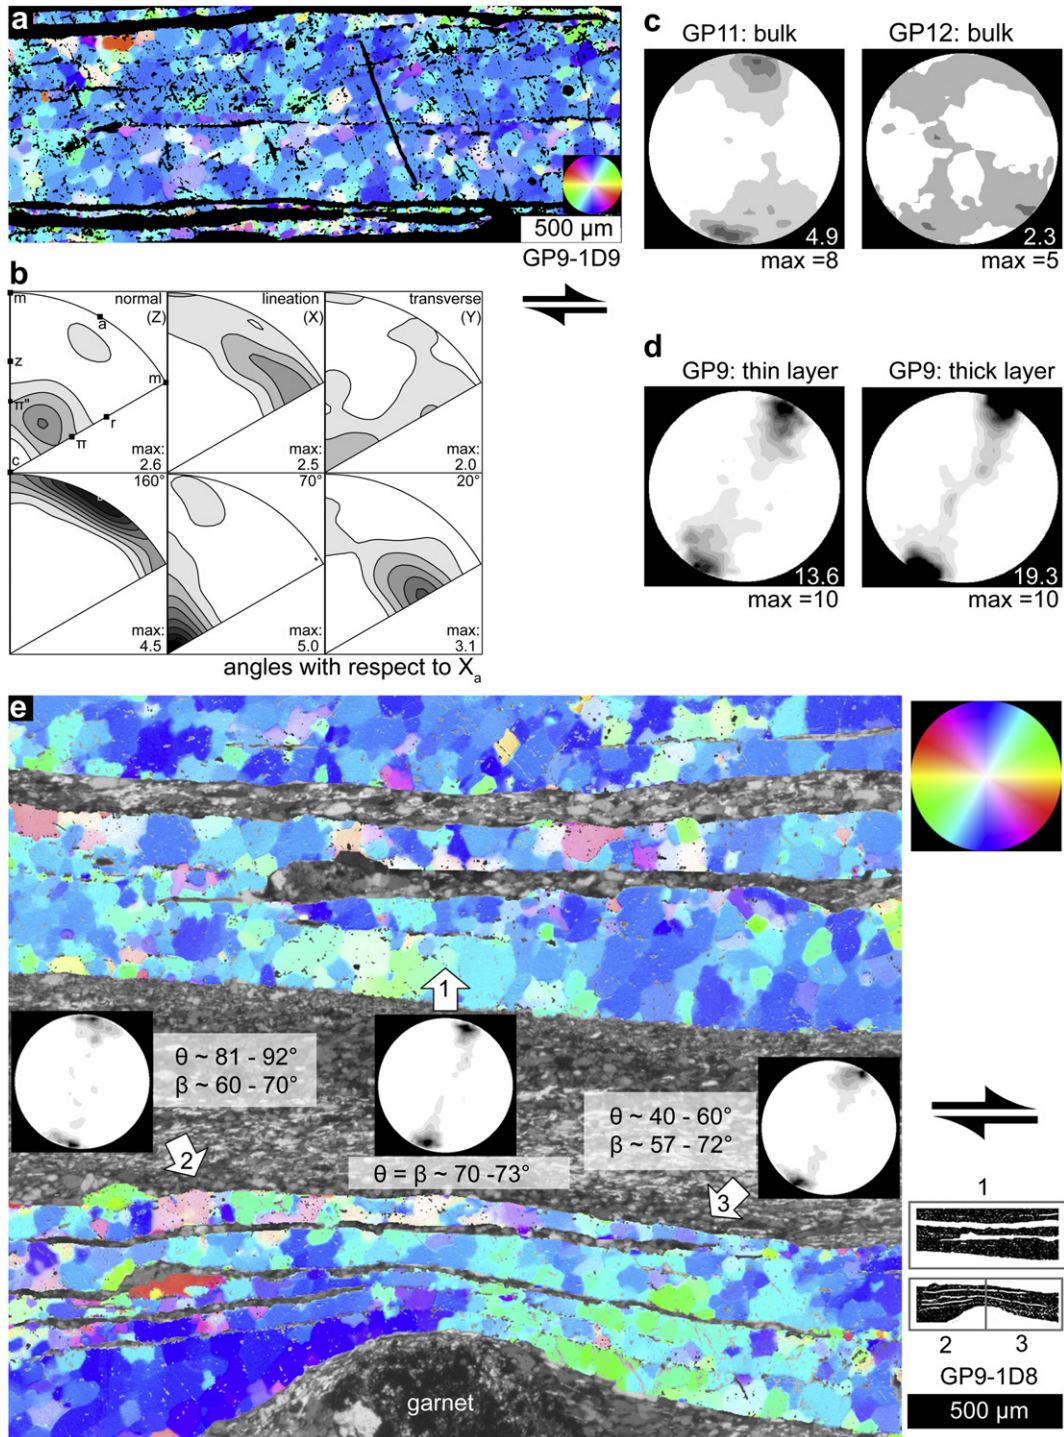 a
500 µm
GP9-1D9
b
normal
(Z)
lineation
(X)
transverse
(Y)
m
a
z
m
π"
r
π
c
max:
2.6
max:
2.5
max:
2.0
160°
70°
20°
max:
4.5
max:
5.0
max:
3.1
angles with respect to Xa
c
GP11: bulk
GP12: bulk
4.9
2.3
max =8
max =5
d
GP9: thin layer
GP9: thick layer
13.6
19.3
max =10
max =10
e
1
θ ~ 81 - 92°
β ~ 60 - 70°
2
θ = β ~ 70 -73°
θ ~ 40 - 60°
β ~ 57 - 72°
3
garnet
1
2 3
GP9-1D8
500 µm